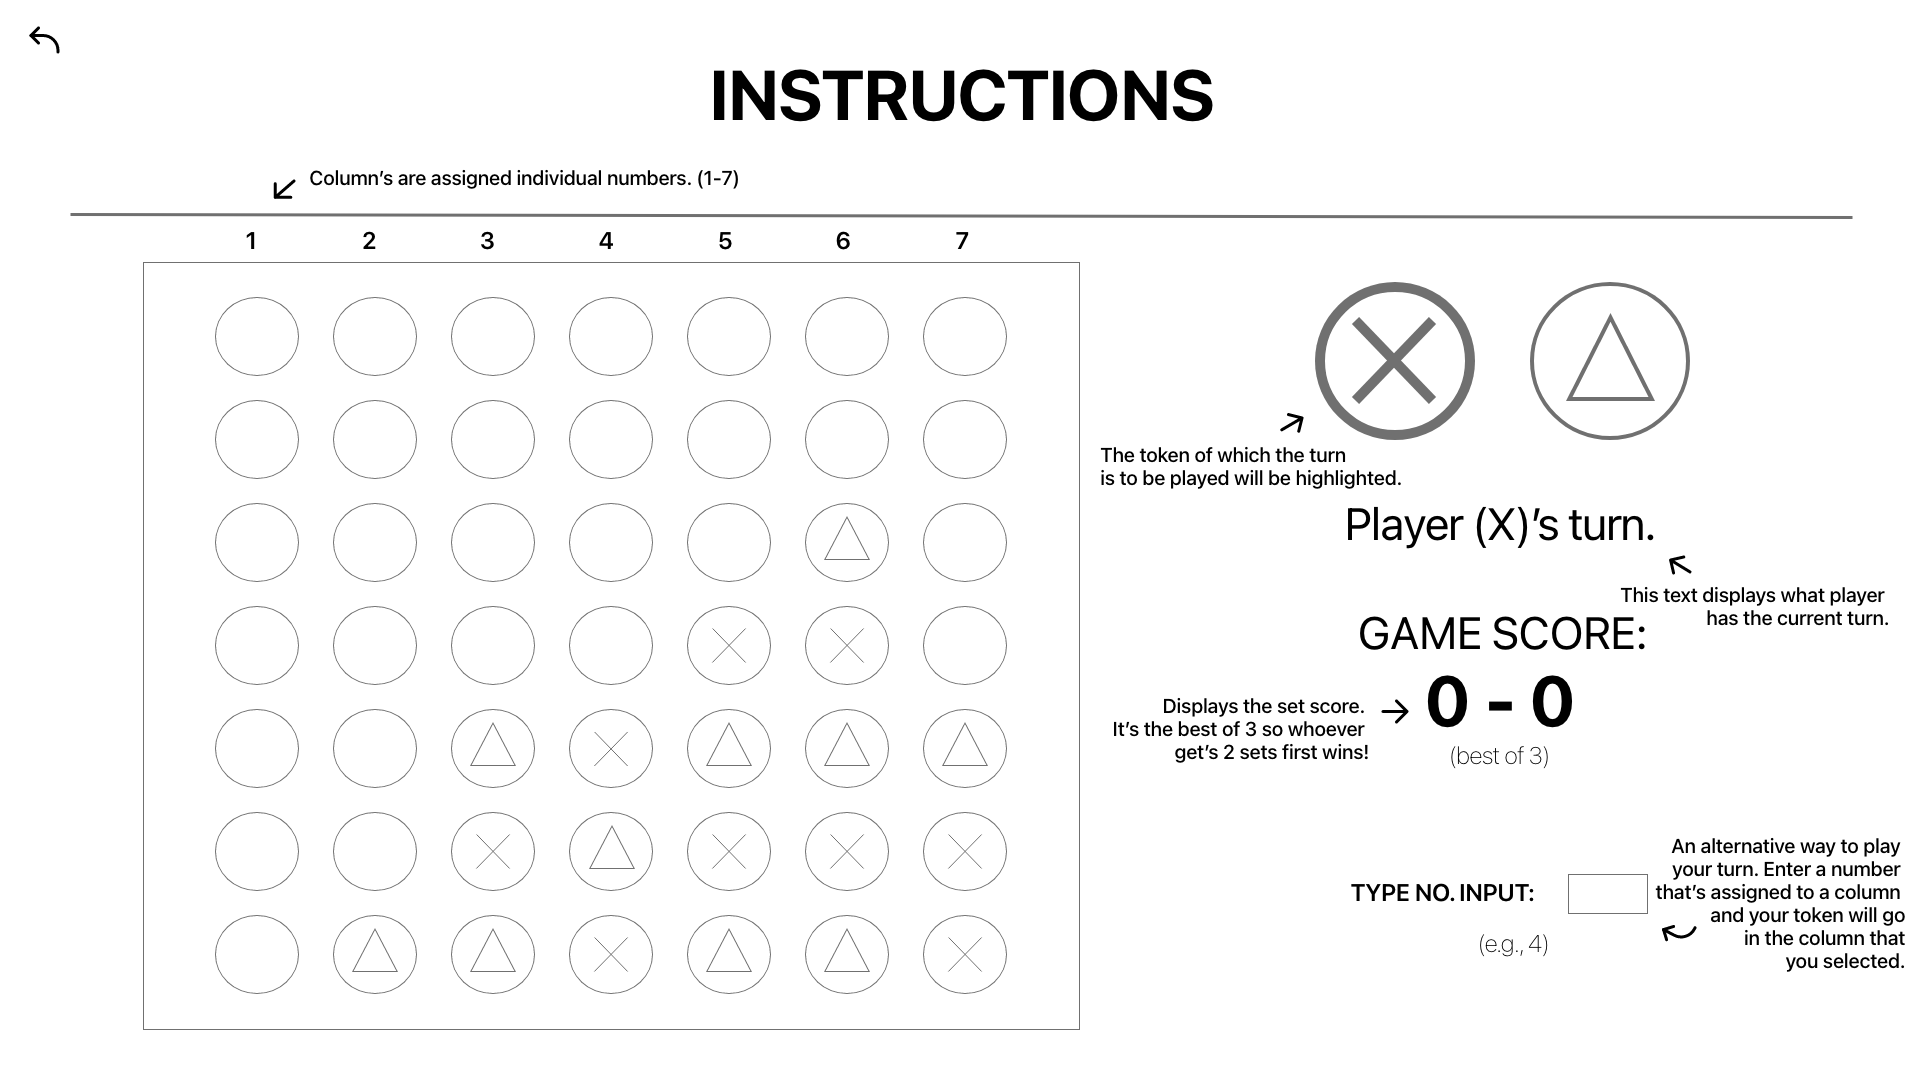 INSTRUCTIONS
Column's are assigned individual numbers. (1-7)
1 2 3 4 5 6 7
The token of which the turn
is to be played will be highlighted.
Player (X)’s turn.
This text displays what player
has the current turn.
GAME SCORE:
0 - 0
(best of 3)
Displays the set score.
It’s the best of 3 so whoever
get’s 2 sets first wins!
TYPE NO. INPUT:
(e.g., 4)
An alternative way to play
your turn. Enter a number
that’s assigned to a column
and your token will go
in the column that
you selected.